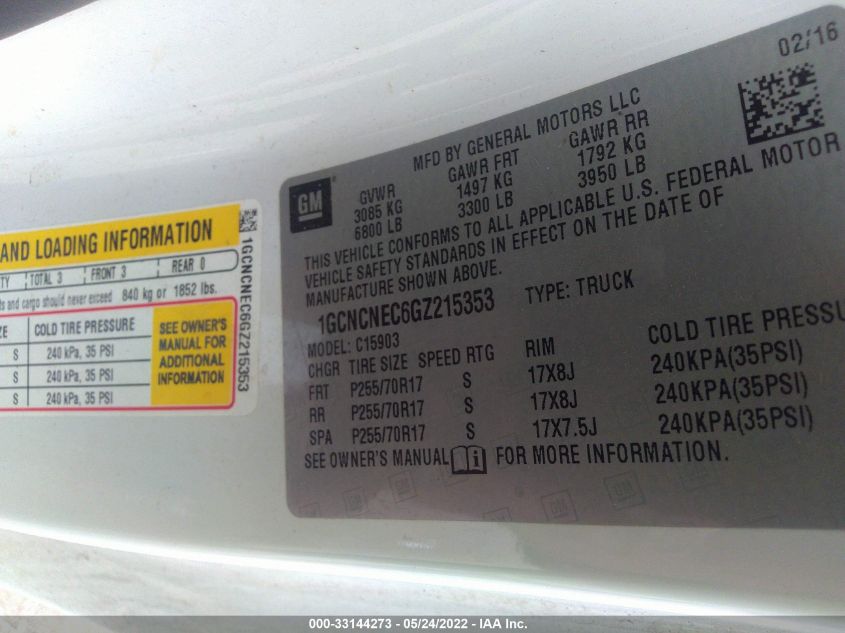 AND LOADING INFORMATION
TOTAL 3 FRONT 3 REAR 0
and cargo should never exceed 840 kg or 1852 lbs.
COLD TIRE PRESSURE
S 240 kPa, 35 PSI
S 240 kPa, 35 PSI
S 240 kPa, 35 PSI
SEE OWNER'S
MANUAL FOR
ADDITIONAL
INFORMATION
1GCNCNEC6GZ215353
02/16
GM
MFD BY GENERAL MOTORS LLC
GVWR GAWR FRT GAWR RR
3085 KG 1497 KG 1792 KG
6800 LB 3300 LB 3950 LB
THIS VEHICLE CONFORMS TO ALL APPLICABLE U.S. FEDERAL MOTOR
VEHICLE SAFETY STANDARDS IN EFFECT ON THE DATE OF
MANUFACTURE SHOWN ABOVE.
1GCNCNEC6GZ215353 TYPE: TRUCK
MODEL: C15903
CHGR TIRE SIZE SPEED RTG RIM COLD TIRE PRESSU
FRT P255/70R17 S 17X8J 240KPA(35PSI)
RR P255/70R17 S 17X8J 240KPA(35PSI)
SPA P255/70R17 S 17X7.5J 240KPA(35PSI)
SEE OWNER'S MANUAL FOR MORE INFORMATION.
000-33144273 - 05/24/2022 - IAA Inc.